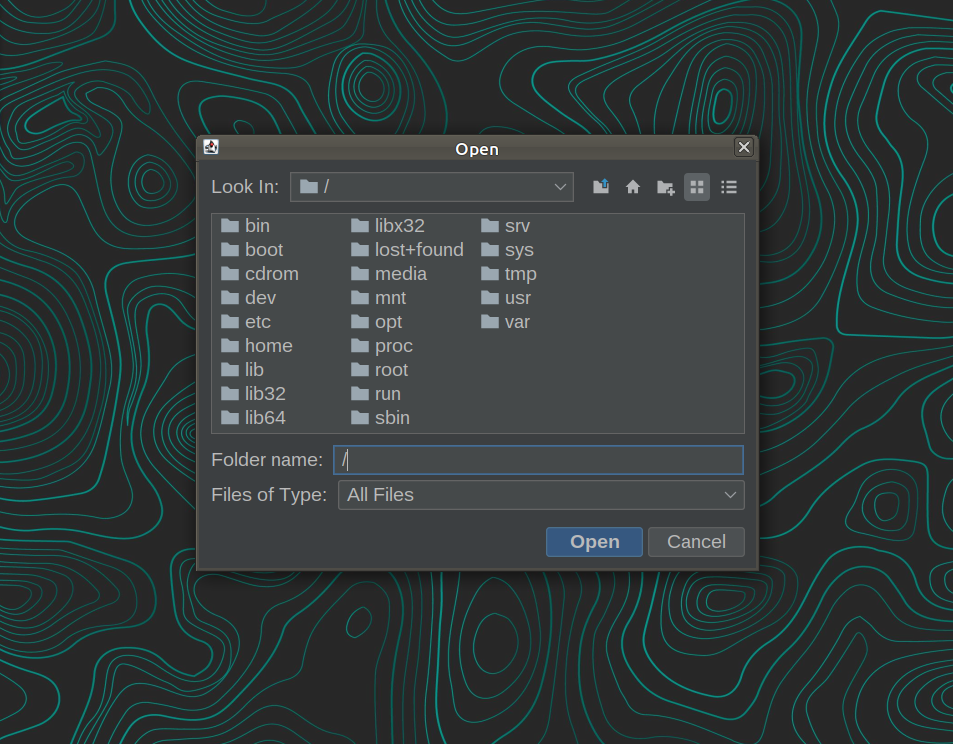 Open
Look In: /
bin
boot
cdrom
dev
etc
home
lib
lib32
lib64
libx32
lost+found
media
mnt
opt
proc
root
run
sbin
srv
sys
tmp
usr
var
Folder name: /
Files of Type: All Files
Open Cancel